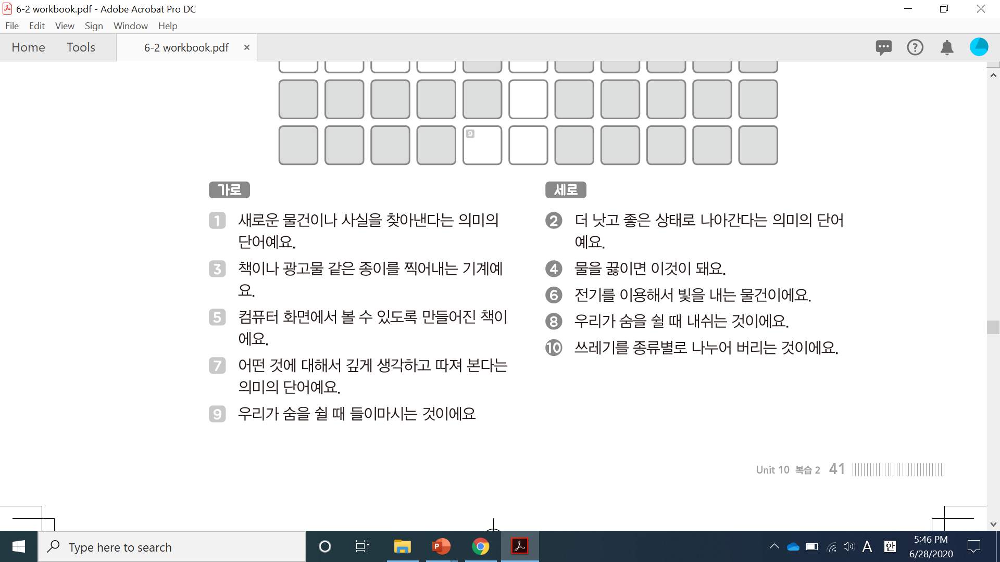 6-2 workbook.pdf - Adobe Acrobat Pro DC
File Edit View Sign Window Help
Home Tools 6-2 workbook.pdf ×
9
가로
1 새로운 물건이나 사실을 찾아낸다는 의미의
단어예요.
3 책이나 광고물 같은 종이를 찍어내는 기계예
요.
5 컴퓨터 화면에서 볼 수 있도록 만들어진 책이
에요.
7 어떤 것에 대해서 깊게 생각하고 따져 본다는
의미의 단어예요.
9 우리가 숨을 쉴 때 들이마시는 것이에요
세로
2 더 낫고 좋은 상태로 나아간다는 의미의 단어
예요.
4 물을 끓이면 이것이 돼요.
6 전기를 이용해서 빛을 내는 물건이에요.
8 우리가 숨을 쉴 때 내쉬는 것이에요.
10 쓰레기를 종류별로 나누어 버리는 것이에요.
Unit 10 복습 2 41
Type here to search
P
A 한
5:46 PM
6/28/2020